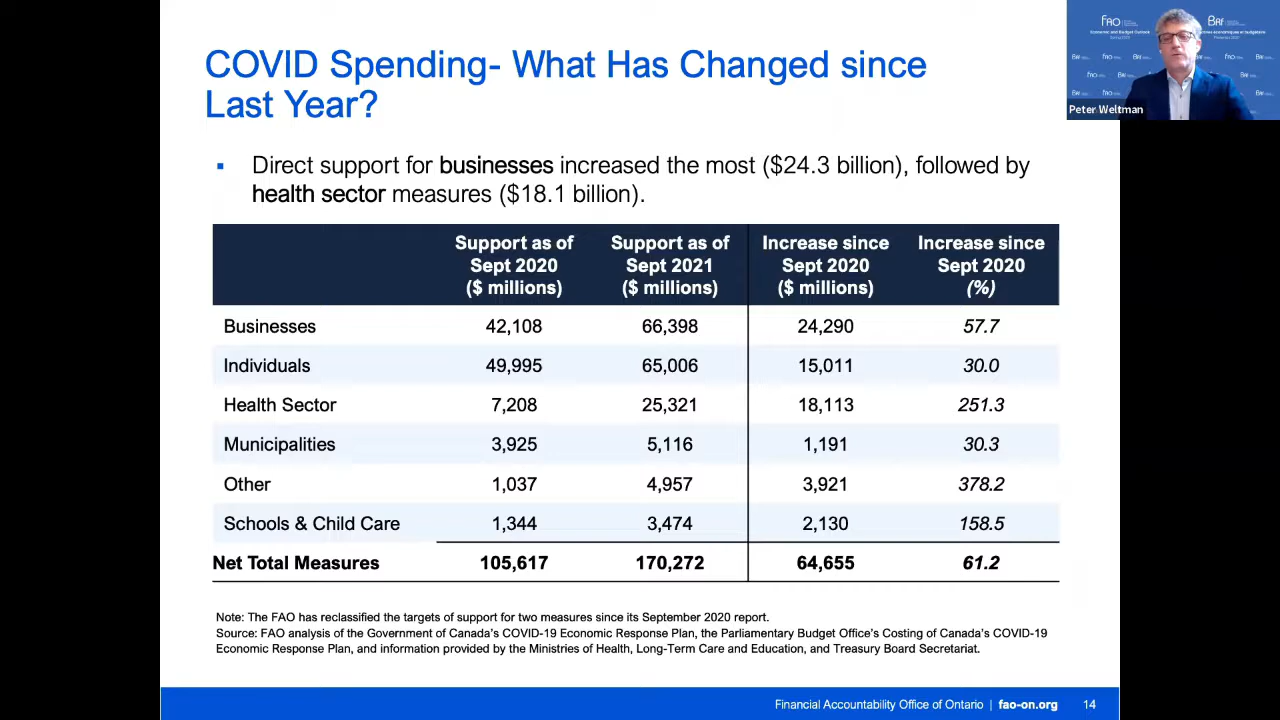 COVID Spending- What Has Changed since
Last Year?
FAO
BRF
Peter Weltman
▪ Direct support for businesses increased the most ($24.3 billion), followed by
health sector measures ($18.1 billion).
Support as of Sept 2020 ($ millions) Support as of Sept 2021 ($ millions) Increase since Sept 2020 ($ millions) Increase since Sept 2020 (%)
Businesses 42,108 66,398 24,290 57.7
Individuals 49,995 65,006 15,011 30.0
Health Sector 7,208 25,321 18,113 251.3
Municipalities 3,925 5,116 1,191 30.3
Other 1,037 4,957 3,921 378.2
Schools & Child Care 1,344 3,474 2,130 158.5
Net Total Measures 105,617 170,272 64,655 61.2
Note: The FAO has reclassified the targets of support for two measures since its September 2020 report.
Source: FAO analysis of the Government of Canada's COVID-19 Economic Response Plan, the Parliamentary Budget Office's Costing of Canada's COVID-19
Economic Response Plan, and information provided by the Ministries of Health, Long-Term Care and Education, and Treasury Board Secretariat.
Financial Accountability Office of Ontario | fao-on.org 14